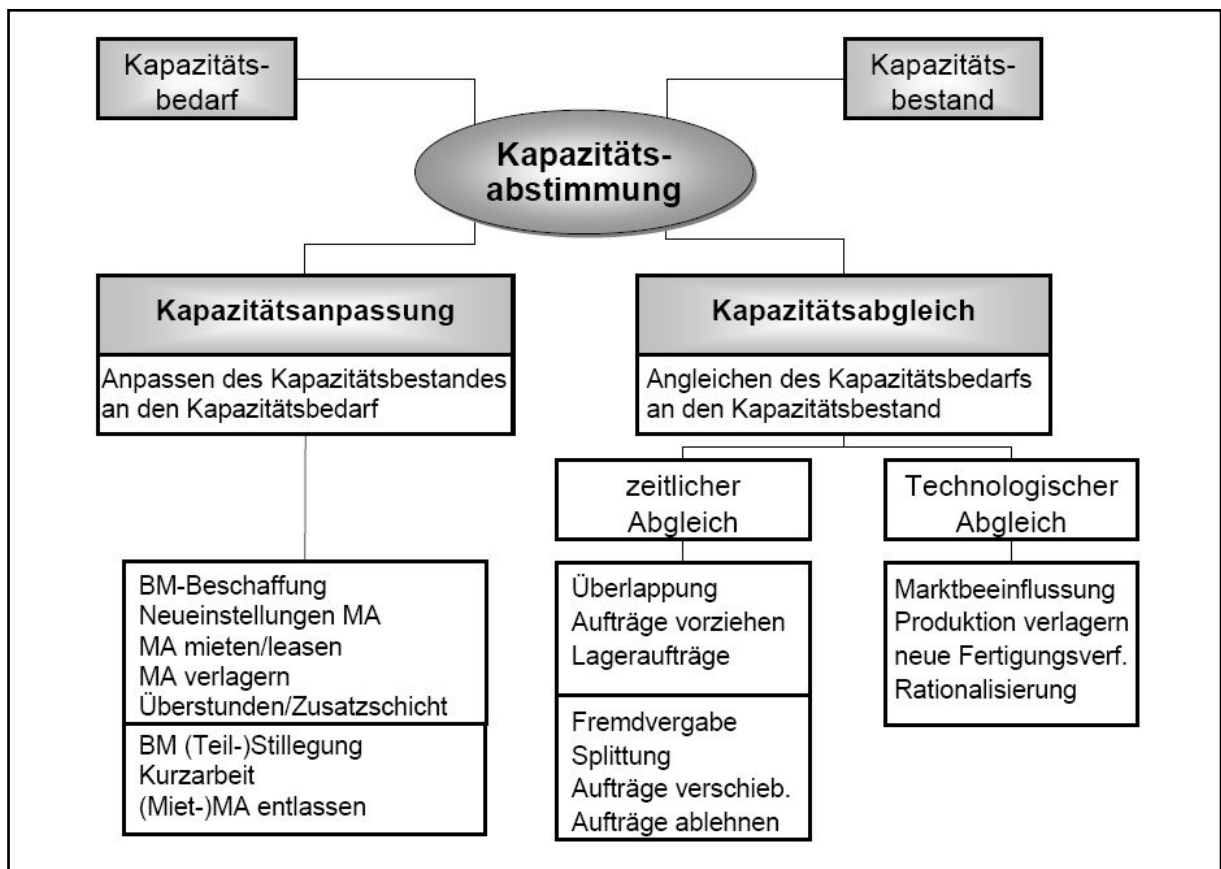 Kapazitäts-
bedarf
Kapazitäts-
bestand
Kapazitäts-
abstimmung
Kapazitätsanpassung
Anpassen des Kapazitätsbestandes
an den Kapazitätsbedarf
Kapazitätsabgleich
Angleichen des Kapazitätsbedarfs
an den Kapazitätsbestand
zeitlicher
Abgleich
Technologischer
Abgleich
BM-Beschaffung
Neueinstellungen MA
MA mieten/leasen
MA verlagern
Überstunden/Zusatzschicht
BM (Teil-)Stillegung
Kurzarbeit
(Miet-)MA entlassen
Überlappung
Aufträge vorziehen
Lageraufträge
Fremdvergabe
Splittung
Aufträge verschieb.
Aufträge ablehnen
Marktbeeinflussung
Produktion verlagern
neue Fertigungsverf.
Rationalisierung